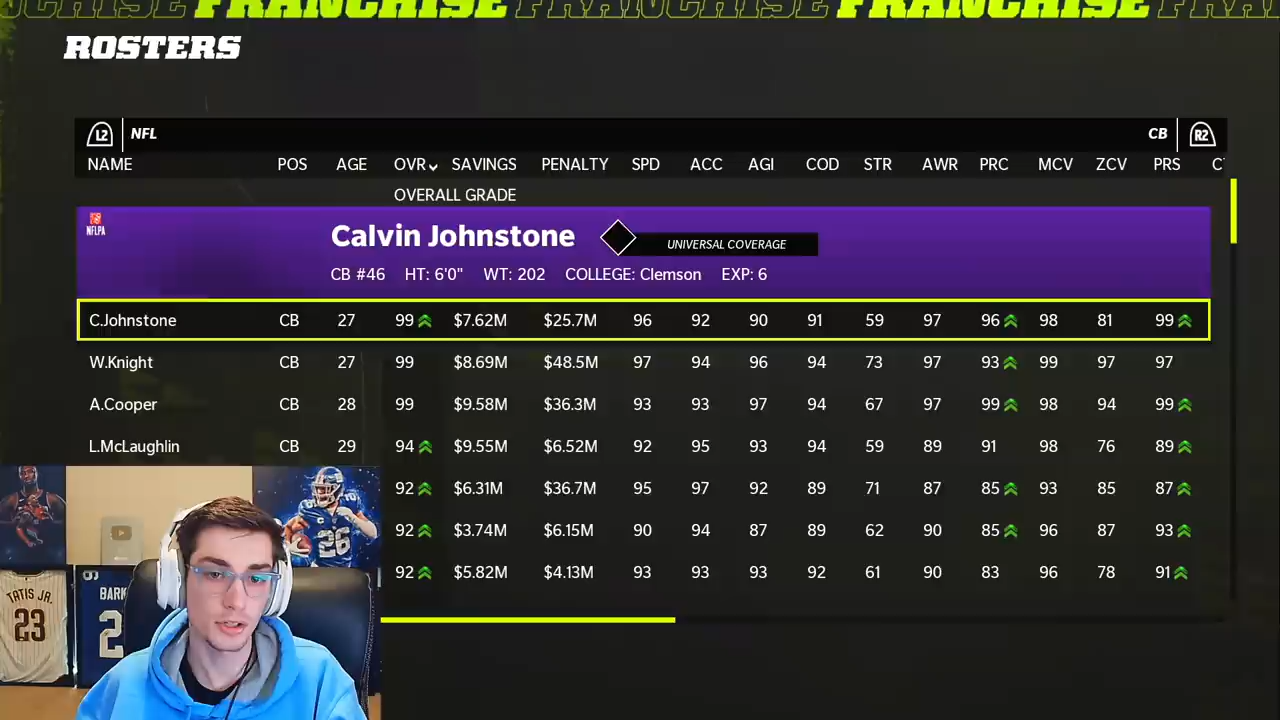 FRANCHISE FRANCHISE FRANCHISE FRANCHISE
ROSTERS
L2 NFL CB R2
NAME POS AGE OVR SAVINGS PENALTY SPD ACC AGI COD STR AWR PRC MCV ZCV PRS
OVERALL GRADE
NFLPA
Calvin Johnstone UNIVERSAL COVERAGE
CB #46 HT: 6'0" WT: 202 COLLEGE: Clemson EXP: 6
C.Johnstone CB 27 99 $7.62M $25.7M 96 92 90 91 59 97 96 98 81 99
W.Knight CB 27 99 $8.69M $48.5M 97 94 96 94 73 97 93 99 97 97
A.Cooper CB 28 99 $9.58M $36.3M 93 93 97 94 67 97 99 98 94 99
L.McLaughlin CB 29 94 $9.55M $6.52M 92 95 93 94 59 89 91 98 76 89
92 $6.31M $36.7M 95 97 92 89 71 87 85 93 85 87
92 $3.74M $6.15M 90 94 87 89 62 90 85 96 87 93
92 $5.82M $4.13M 93 93 93 92 61 90 83 96 78 91
26
TATIS JR.
23
BARK
2